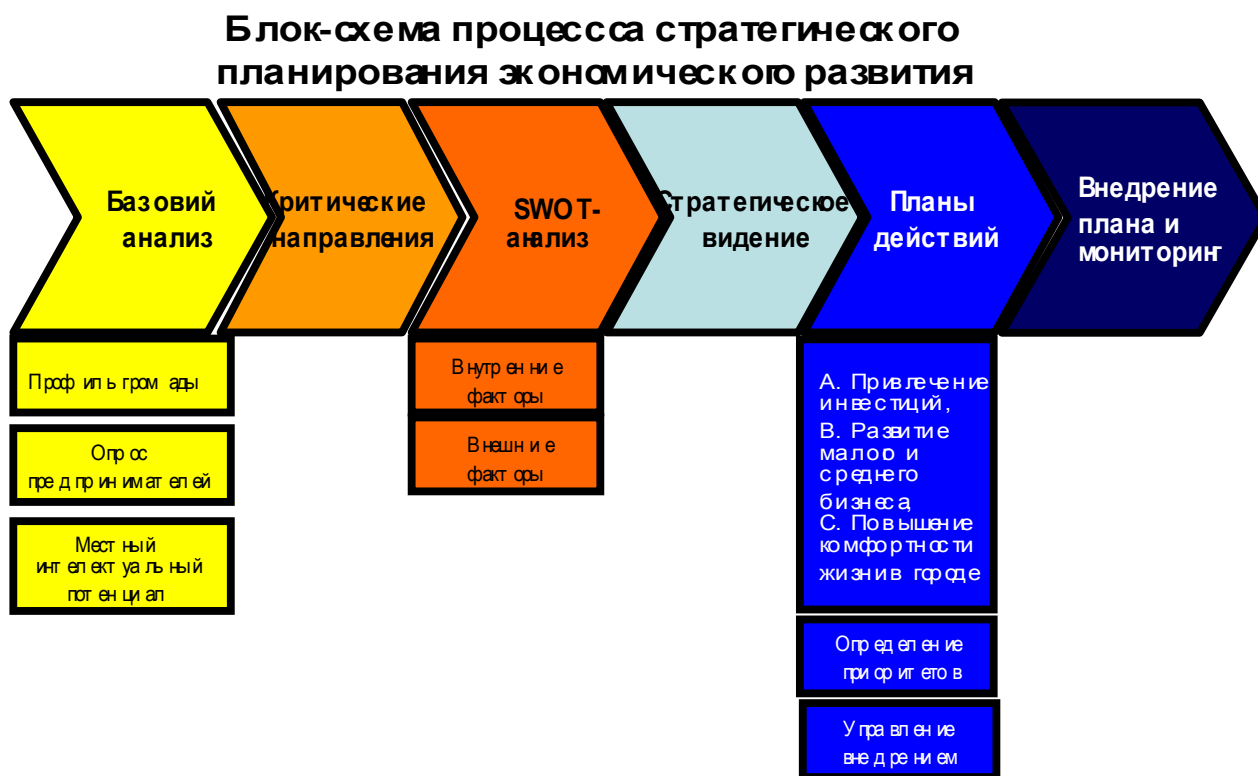 Блок-схема процессса стратегического
планирования экономического развития
Базовий
анализ
Критические
направления
SWOT-
анализ
Стратегическое
видение
Планы
действий
Внедрение
плана и
мониторинг
Профиль громады
Опрос
предпринимателей
Местный
интелектуальный
потенциал
Внутренние
факторы
Внешние
факторы
А. Привлечение
инвестиций,
В. Развитие
малого и
среднего
бизнеса,
С. Повышение
комфортности
жизни в городе
Определение
приоритетов
Управление
внедрением